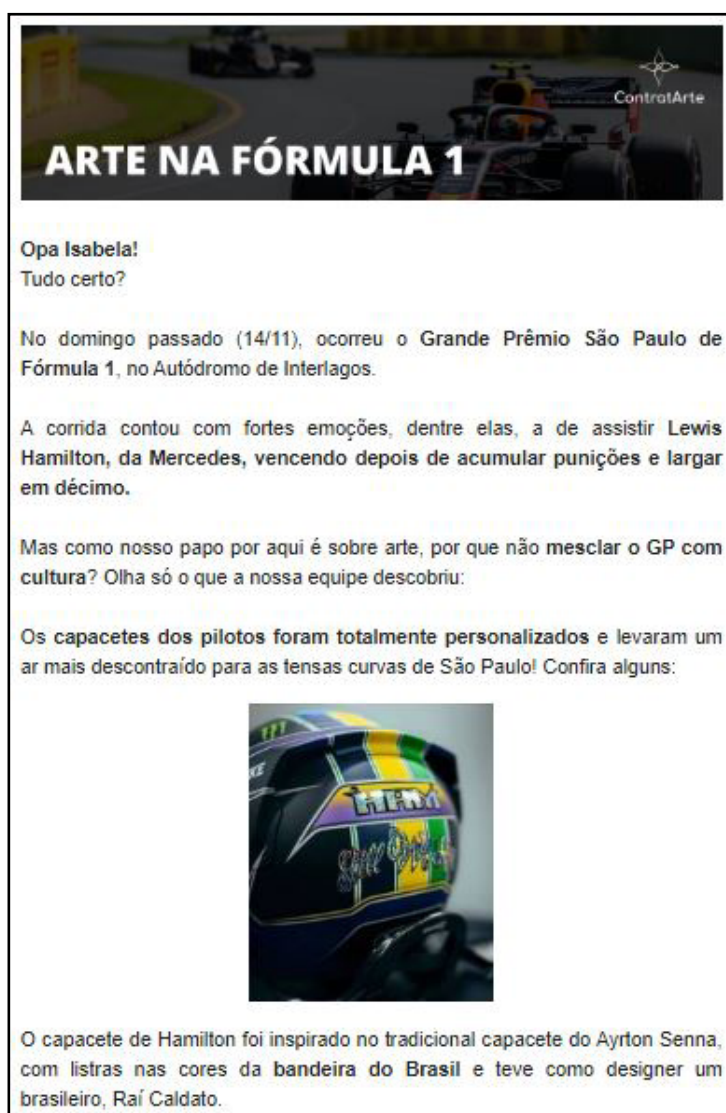 ContratArte
ARTE NA FÓRMULA 1
Opa Isabela!
Tudo certo?
No domingo passado (14/11), ocorreu o Grande Prêmio São Paulo de
Fórmula 1, no Autódromo de Interlagos.
A corrida contou com fortes emoções, dentre elas, a de assistir Lewis
Hamilton, da Mercedes, vencendo depois de acumular punições e largar
em décimo.
Mas como nosso papo por aqui é sobre arte, por que não mesclar o GP com
cultura? Olha só o que a nossa equipe descobriu:
Os capacetes dos pilotos foram totalmente personalizados e levaram um
ar mais descontraído para as tensas curvas de São Paulo! Confira alguns:
HAM
Still
O capacete de Hamilton foi inspirado no tradicional capacete do Ayrton Senna,
com listras nas cores da bandeira do Brasil e teve como designer um
brasileiro, Raí Caldato.